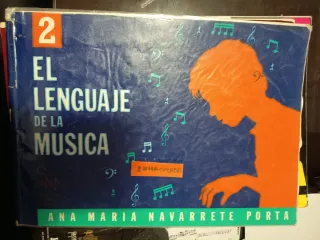 2
EL
LENGUAJE
DE LA
MUSICA
ANA MARIA NAVARRETE PORTA